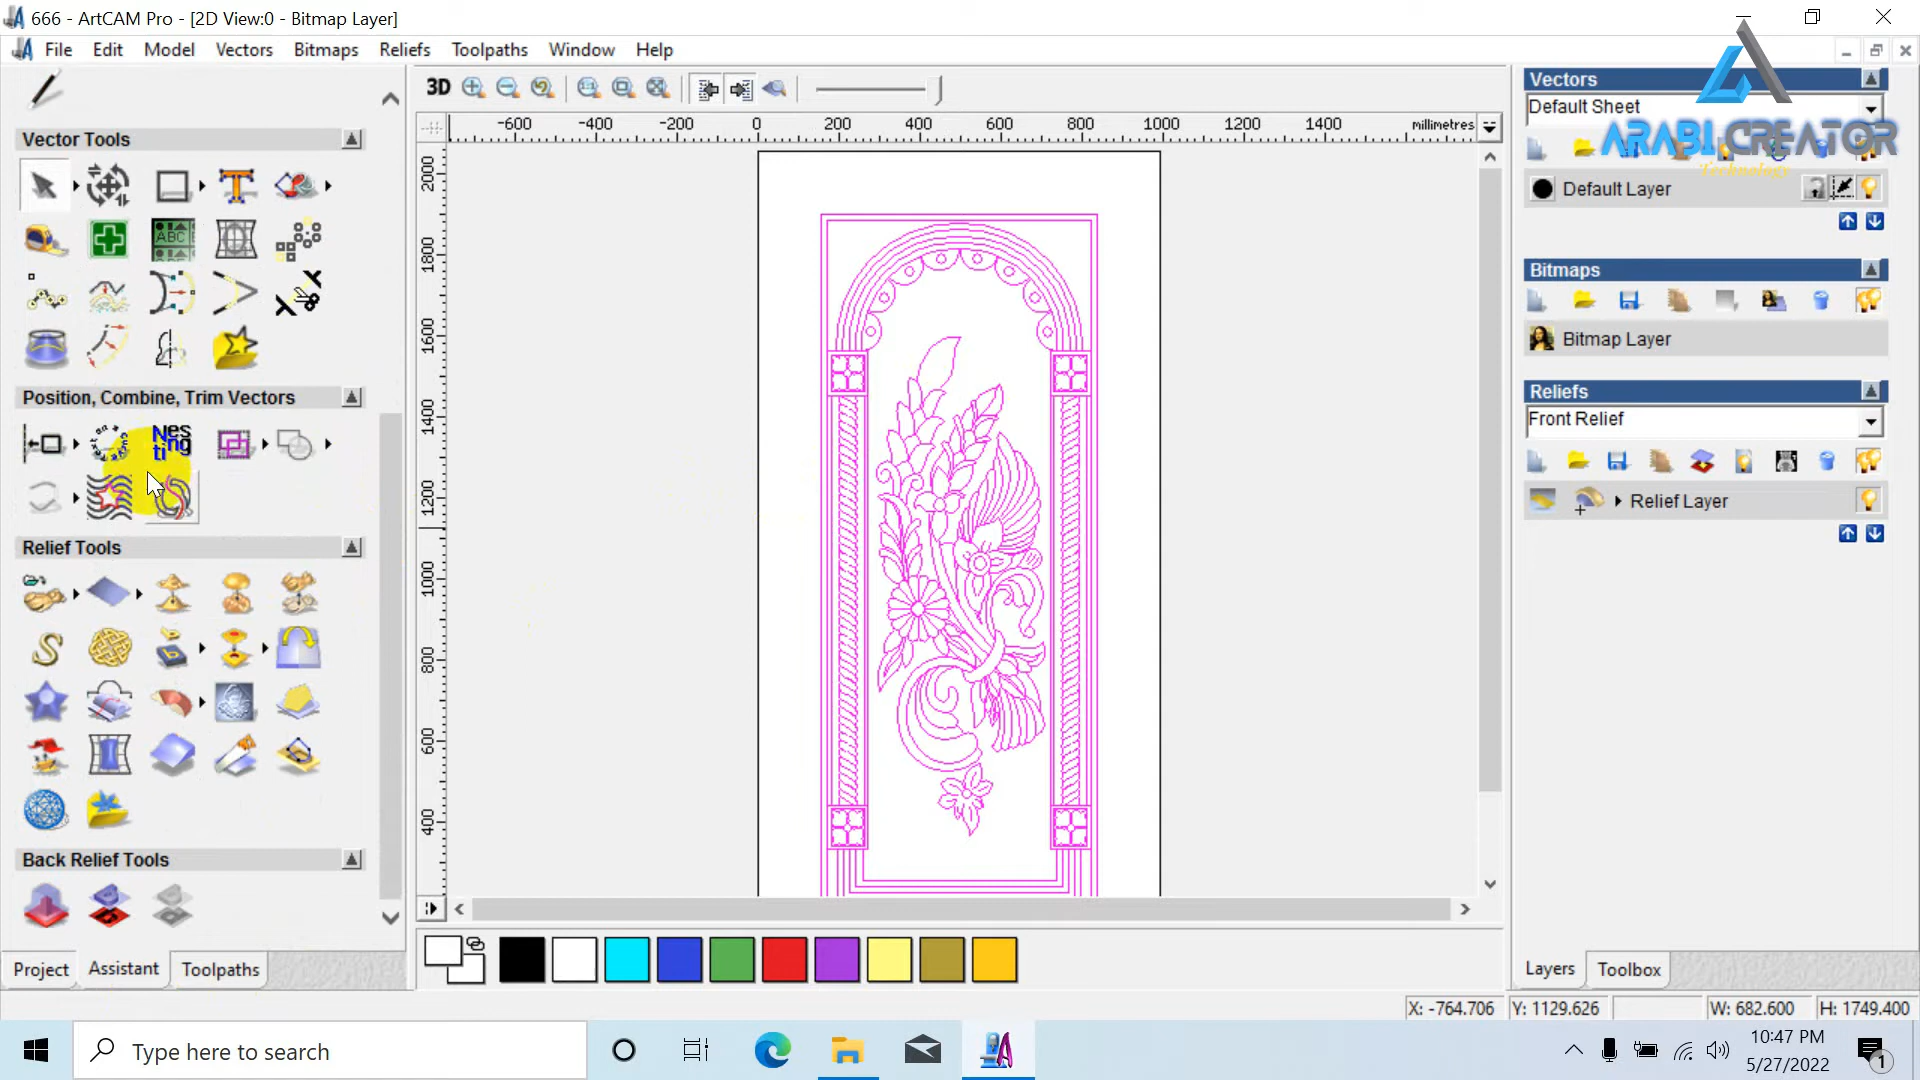 666 - ArtCAM Pro - [2D View:0 - Bitmap Layer]
File Edit Model Vectors Bitmaps Reliefs Toolpaths Window Help
3D
Vector Tools
ABC
-600 -400 -200 0 200 400 600 800 1000 1200 1400 millimetres
2000
1800
1600
1400
1200
1000
800
600
400
Position, Combine, Trim Vectors
Nesting
Relief Tools
Back Relief Tools
Project Assistant Toolpaths
Vectors
Default Sheet
ARABI CREATOR
Technology
Default Layer
Bitmaps
Bitmap Layer
Reliefs
Front Relief
Relief Layer
Layers Toolbox
X: -764.706 Y: 1129.626 W: 682.600 H: 1749.400
Type here to search
10:47 PM
5/27/2022
1